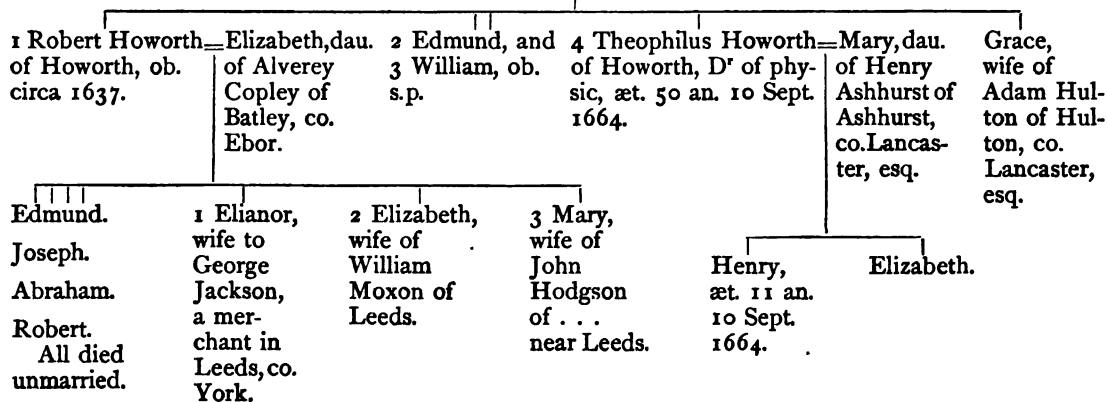 1 Robert Howorth=Elizabeth, dau.
of Howorth, ob.
circa 1637.
of Alverey
Copley of
Batley, co.
Ebor.
2 Edmund, and
3 William, ob.
s.p.
4 Theophilus Howorth=Mary, dau.
of Howorth, Dʳ of phy-
sic, æt. 50 an. 10 Sept.
1664.
of Henry
Ashhurst of
Ashhurst,
co. Lancas-
ter, esq.
Grace,
wife of
Adam Hul-
ton of Hul-
ton, co.
Lancaster,
esq.
Edmund.
Joseph.
Abraham.
Robert.
All died
unmarried.
1 Elianor,
wife to
George
Jackson,
a mer-
chant in
Leeds, co.
York.
2 Elizabeth,
wife of
William
Moxon of
Leeds.
3 Mary,
wife of
John
Hodgson
of . . .
near Leeds.
Henry,
æt. 11 an.
10 Sept.
1664.
Elizabeth.